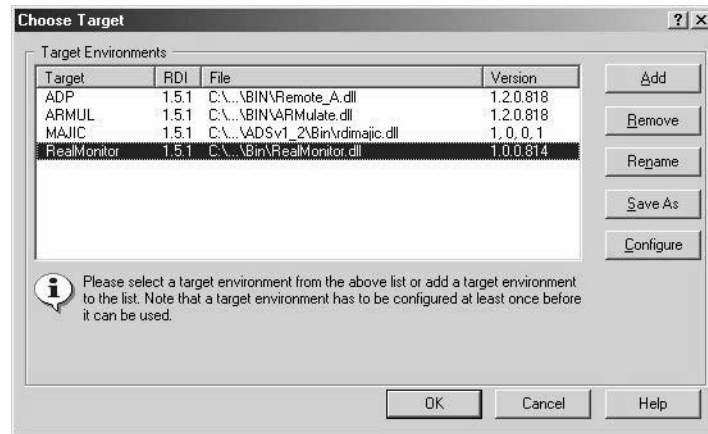 Choose Target
Target Environments
Target RDI File Version
ADP 1.5.1 C:\...\BIN\Remote_A.dll 1.2.0.818
ARMUL 1.5.1 C:\...\BIN\ARMulate.dll 1.2.0.818
MAJIC 1.5.1 C:\...\ADSv1_2\Bin\rdimajic.dll 1, 0, 0, 1
RealMonitor 1.5.1 C:\...\Bin\RealMonitor.dll 1.0.0.814
Add
Remove
Rename
Save As
Configure
Please select a target environment from the above list or add a target environment
to the list. Note that a target environment has to be configured at least once before
it can be used.
OK Cancel Help